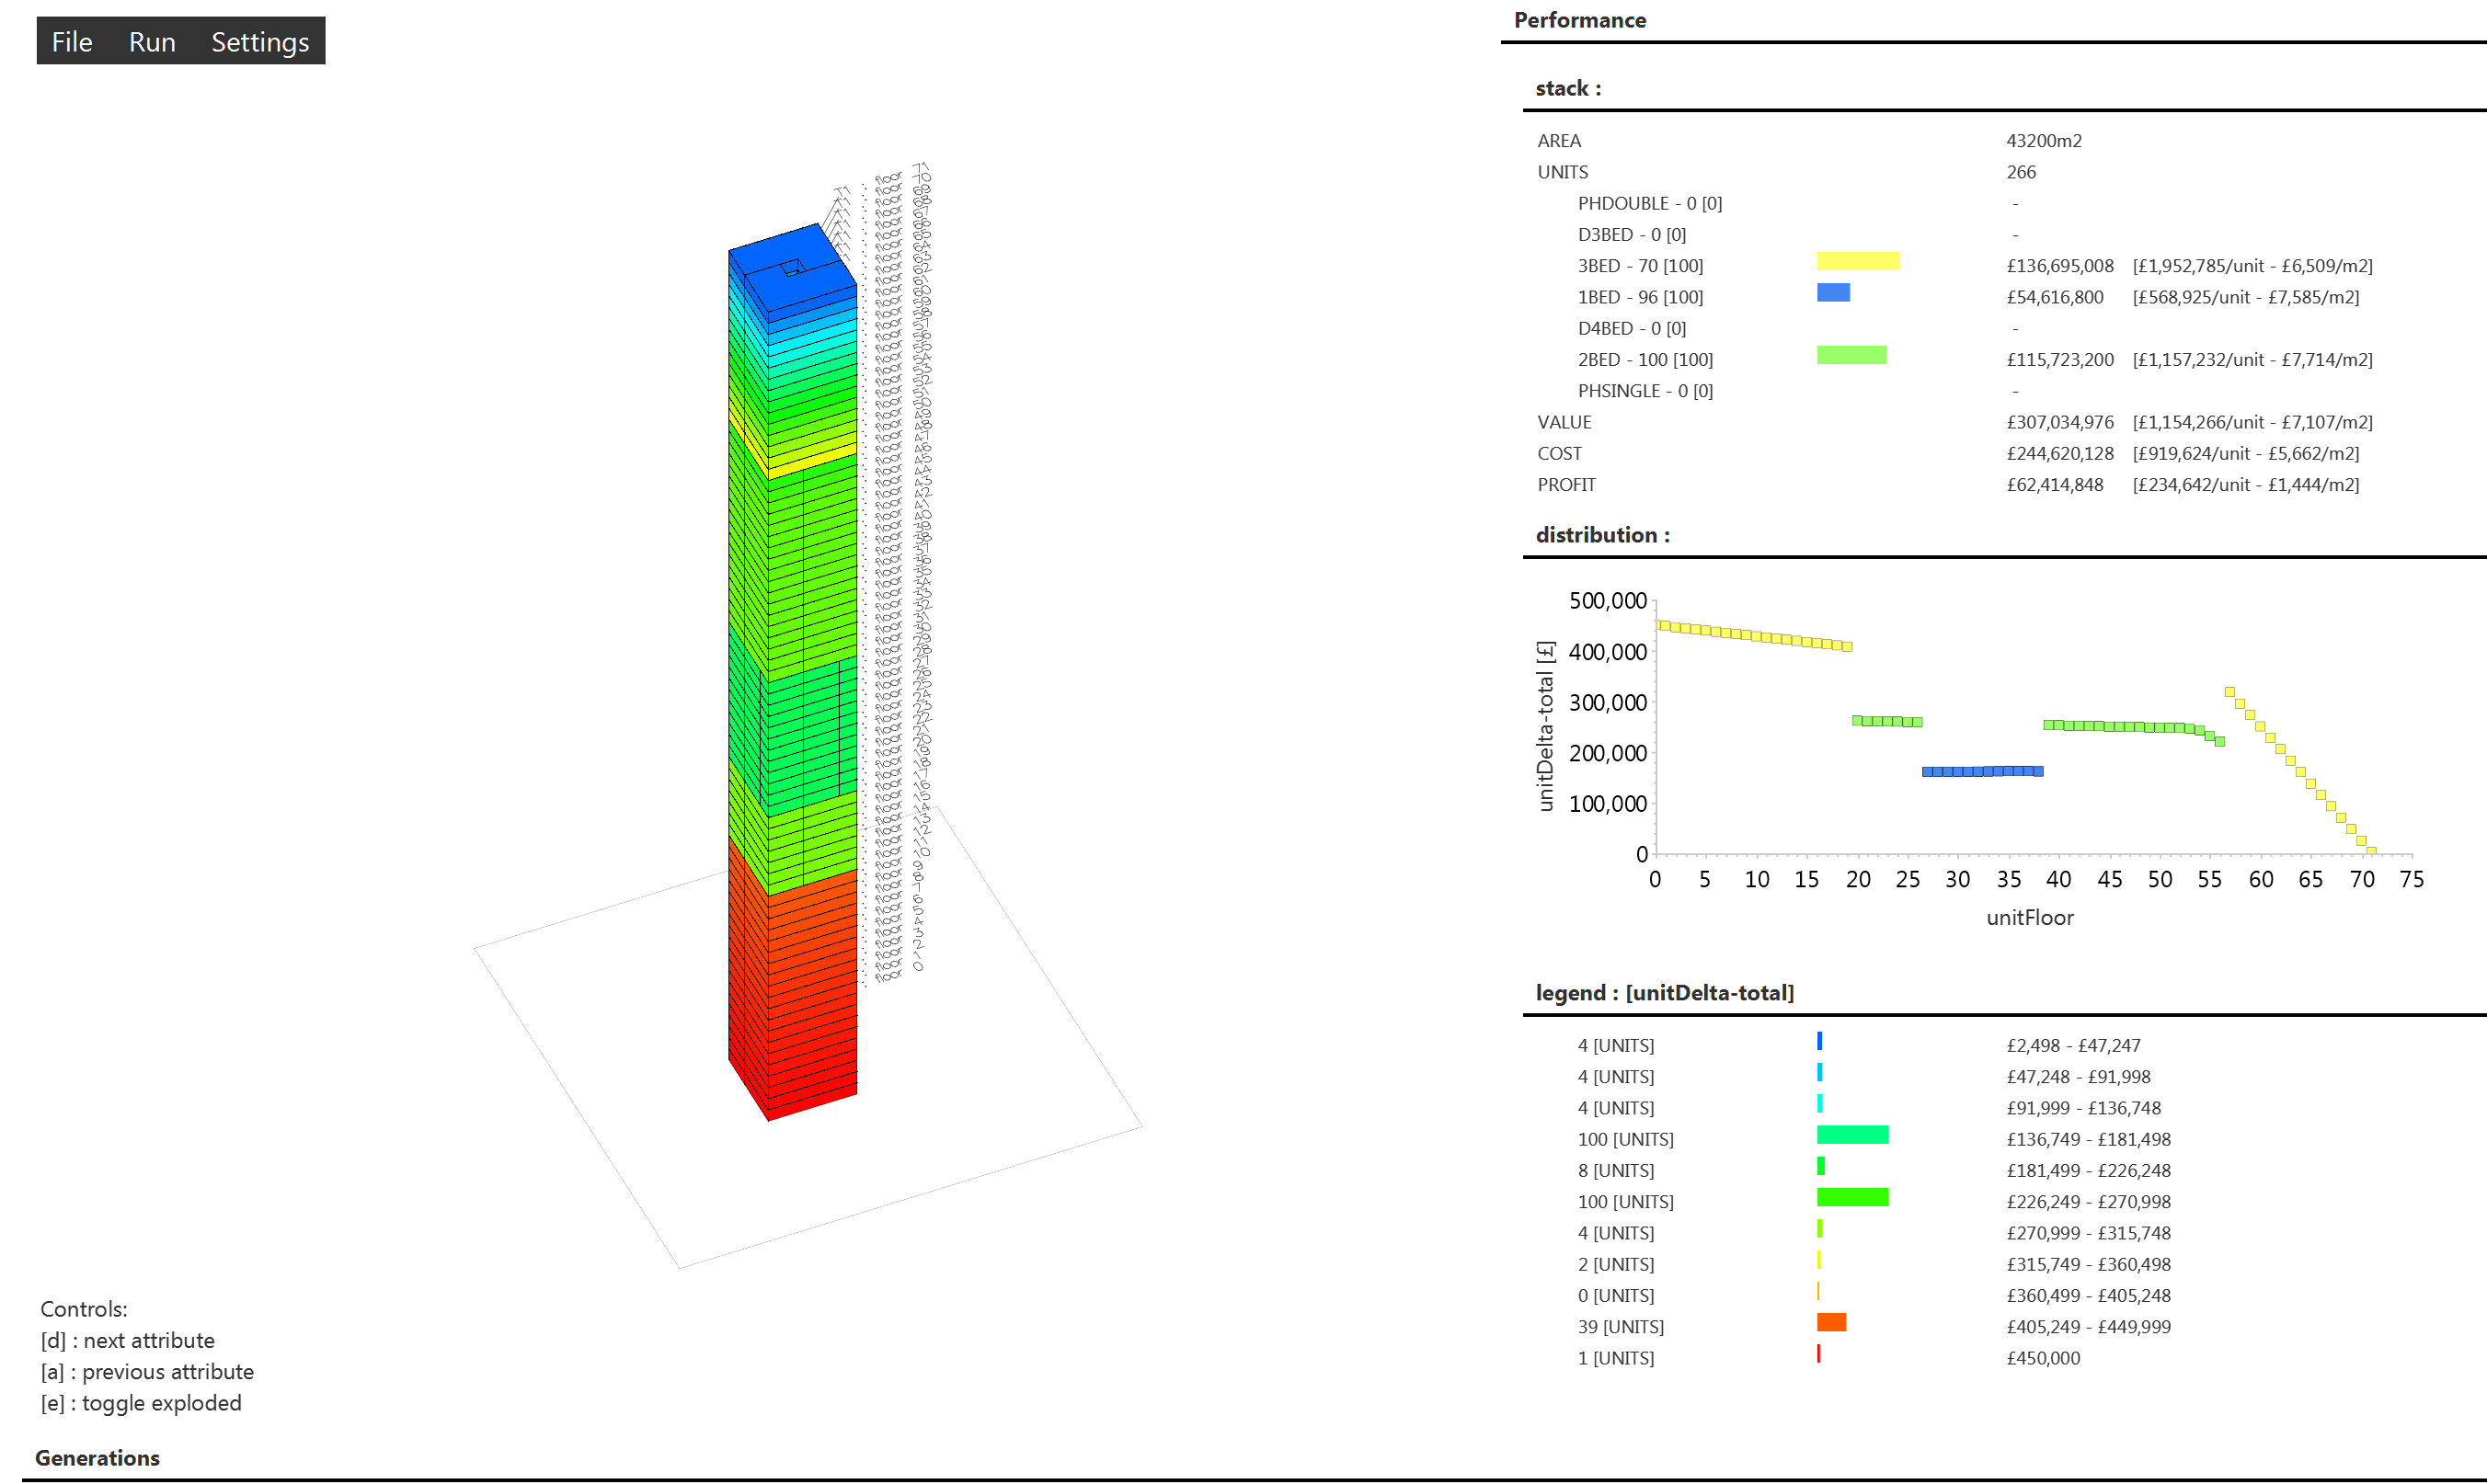 File Run Settings
Performance
stack :
AREA 43200m2
UNITS 266
PHDOUBLE - 0 [0] -
D3BED - 0 [0] -
3BED - 70 [100] £136,695,008 [£1,952,785/unit - £6,509/m2]
1BED - 96 [100] £54,616,800 [£568,925/unit - £7,585/m2]
D4BED - 0 [0] -
2BED - 100 [100] £115,723,200 [£1,157,232/unit - £7,714/m2]
PHSINGLE - 0 [0] -
VALUE £307,034,976 [£1,154,266/unit - £7,107/m2]
COST £244,620,128 [£919,624/unit - £5,662/m2]
PROFIT £62,414,848 [£234,642/unit - £1,444/m2]
distribution :
unitDelta-total [£]
500,000
400,000
300,000
200,000
100,000
0
0 5 10 15 20 25 30 35 40 45 50 55 60 65 70 75
unitFloor
legend : [unitDelta-total]
4 [UNITS] £2,498 - £47,247
4 [UNITS] £47,248 - £91,998
4 [UNITS] £91,999 - £136,748
100 [UNITS] £136,749 - £181,498
8 [UNITS] £181,499 - £226,248
100 [UNITS] £226,249 - £270,998
4 [UNITS] £270,999 - £315,748
2 [UNITS] £315,749 - £360,498
0 [UNITS] £360,499 - £405,248
39 [UNITS] £405,249 - £449,999
1 [UNITS] £450,000
Controls:
[d] : next attribute
[a] : previous attribute
[e] : toggle exploded
Generations